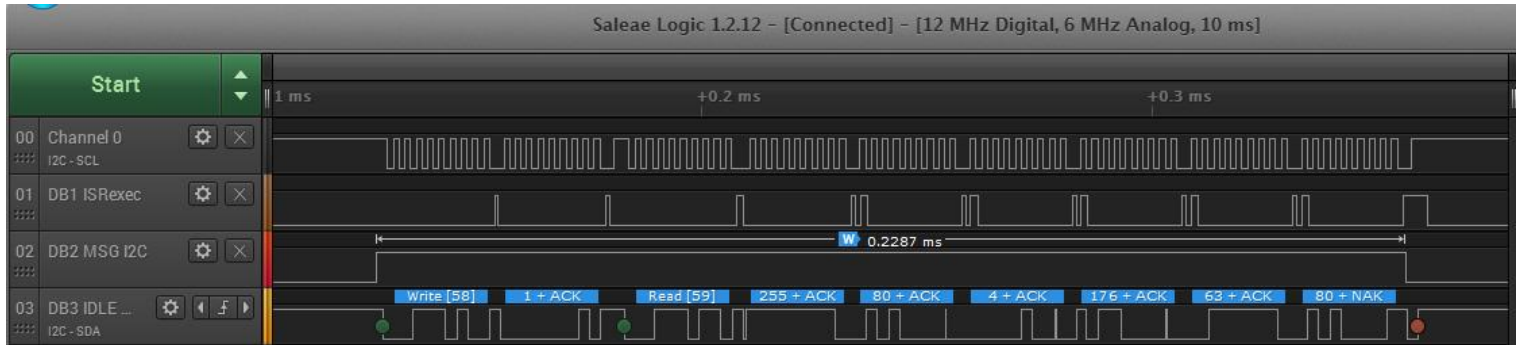 Saleae Logic 1.2.12 - [Connected] - [12 MHz Digital, 6 MHz Analog, 10 ms]
Start
1 ms
+0.2 ms
+0.3 ms
00 Channel 0
I2C - SCL
01 DB1 ISRexec
02 DB2 MSG I2C
W 0.2287 ms
03 DB3 IDLE ...
I2C - SDA
Write [58] 1 + ACK Read [59] 255 + ACK 80 + ACK 4 + ACK 176 + ACK 63 + ACK 80 + NAK